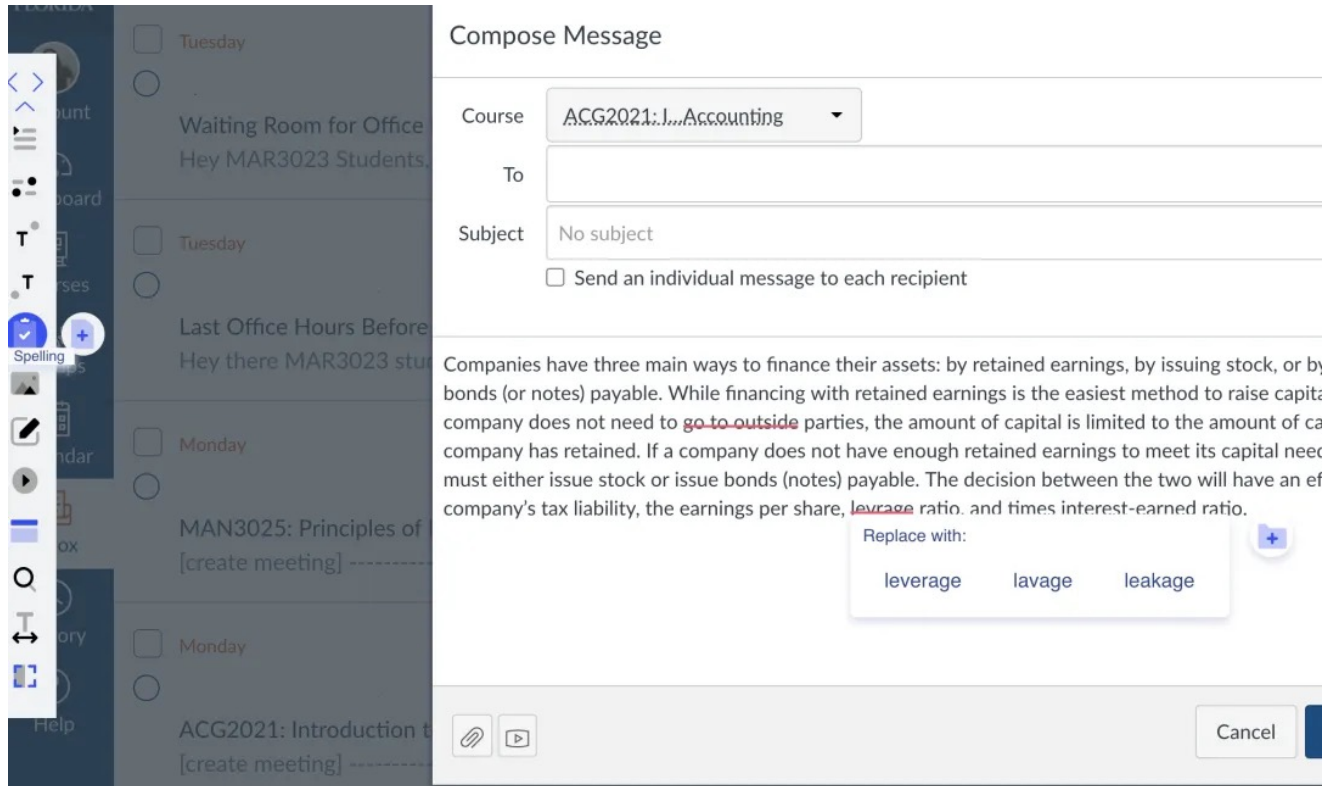 Compose Message
Course
ACG2021: I...Accounting
To
Subject
No subject
Send an individual message to each recipient
Companies have three main ways to finance their assets: by retained earnings, by issuing stock, or by
bonds (or notes) payable. While financing with retained earnings is the easiest method to raise
company does not need to go to outside parties, the amount of capital is limited to the amount of
company has retained. If a company does not have enough retained earnings to meet its capital
must either issue stock or issue bonds (notes) payable. The decision between the two will have an
company's tax liability, the earnings per share, levrage ratio, and times interest-earned ratio.
Replace with:
leverage lavage leakage
Cancel
Tuesday
Waiting Room for Office
Hey MAR3023 Students,
Tuesday
Last Office Hours Before
Hey there MAR3023
Monday
MAN3025: Principles of
[create meeting] ----------
Monday
ACG2021: Introduction
[create meeting] ----------
Spelling
Help